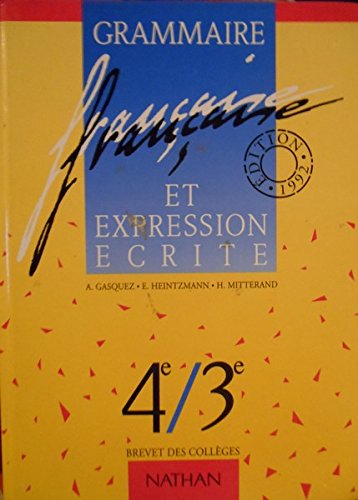 GRAMMAIRE
française
ET
EXPRESSION
ECRITE
ÉDITION • 1992 •
A. GASQUEZ • E. HEINTZMANN • H. MITTERAND
4e/3e
BREVET DES COLLÈGES
NATHAN